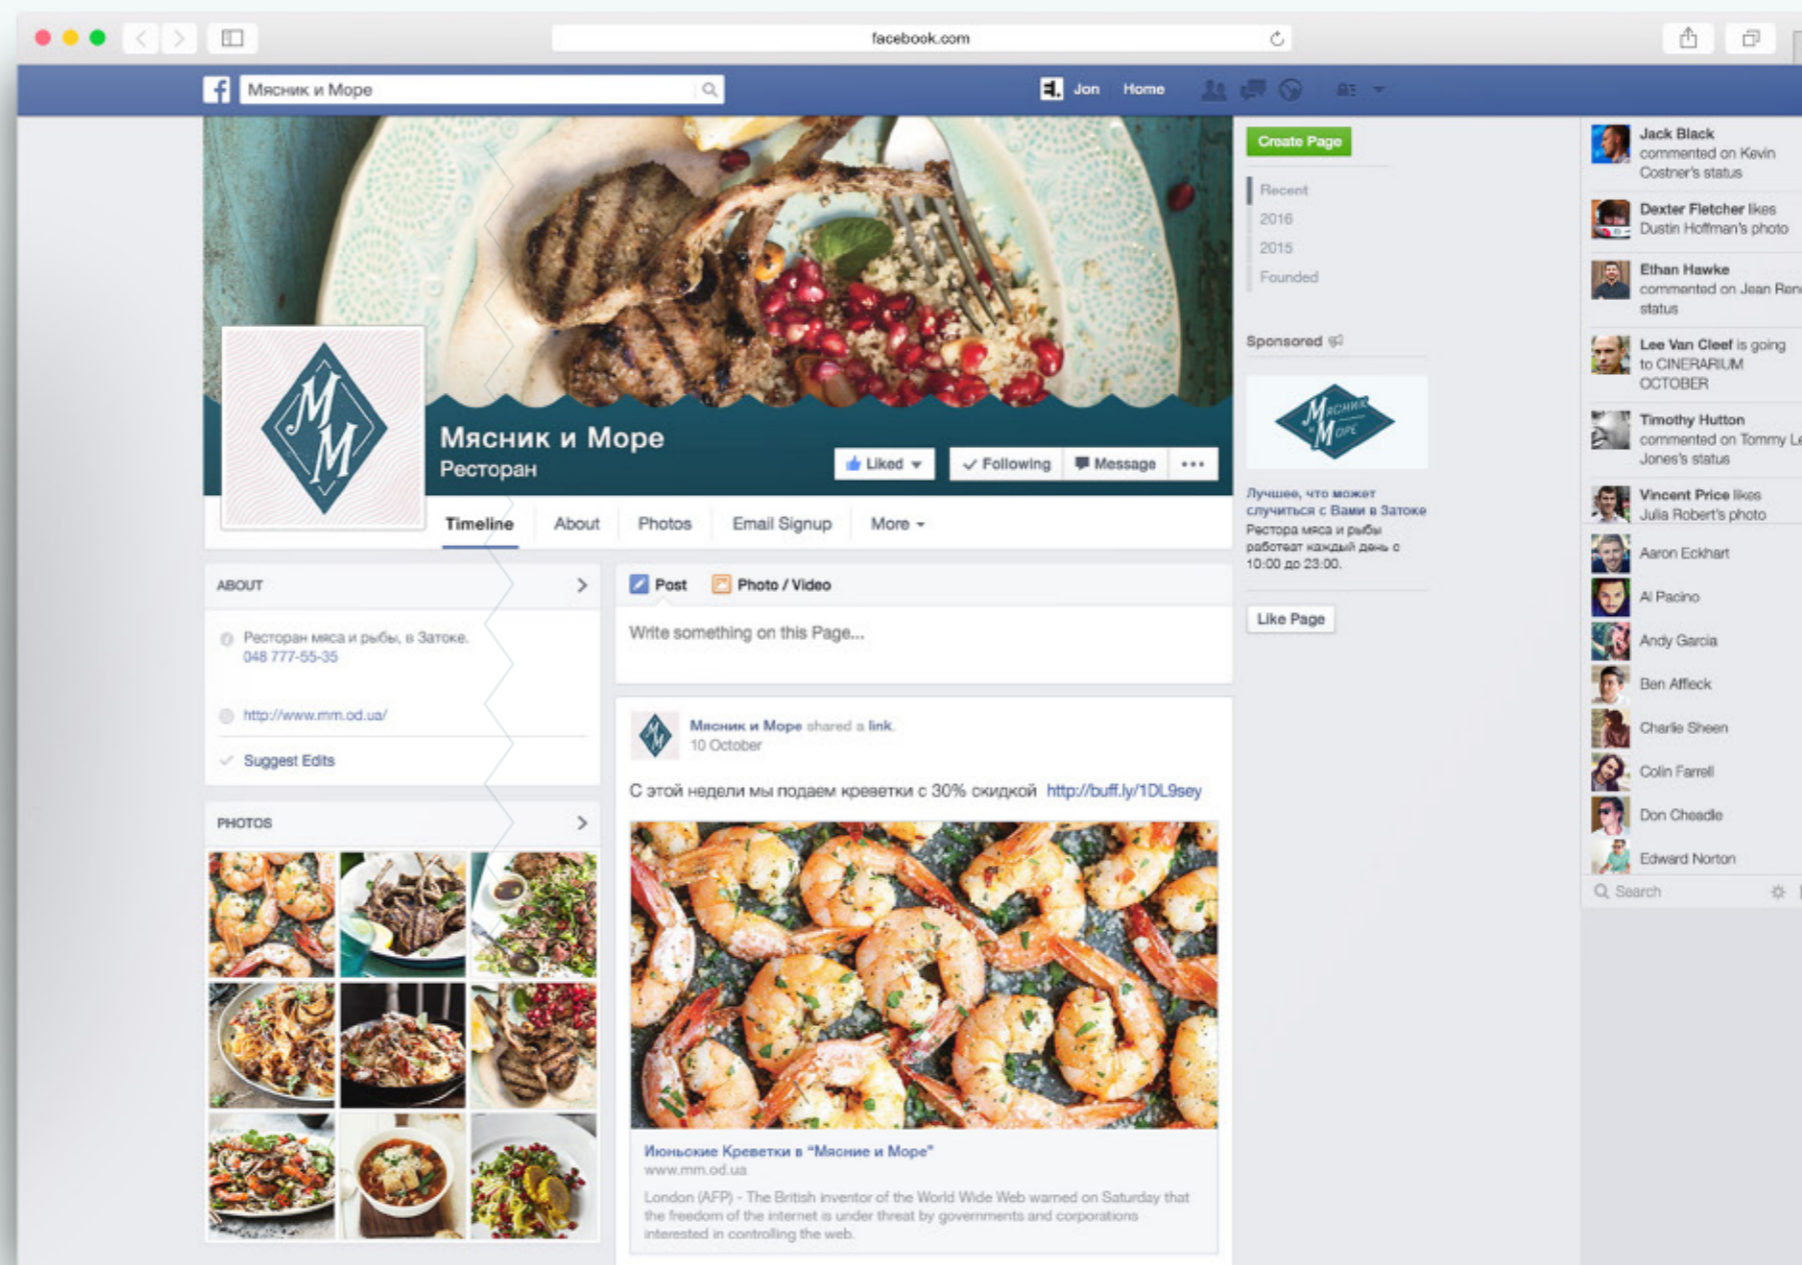 facebook.com
Мясник и Море
Jon
Home
Мясник и Море
Ресторан
Liked
Following
Message
Timeline
About
Photos
Email Signup
More
ABOUT
Ресторан мяса и рыбы, в Затоке.
048 777-55-35
http://www.mm.od.ua/
Suggest Edits
PHOTOS
Post
Photo / Video
Write something on this Page...
Мясник и Море shared a link.
10 October
С этой недели мы подаем креветки с 30% скидкой http://buff.ly/1DL9sey
Июньские Креветки в "Мясние и Море"
www.mm.od.ua
London (AFP) - The British inventor of the World Wide Web warned on Saturday that
the freedom of the internet is under threat by governments and corporations
interested in controlling the web.
Create Page
Recent
2016
2015
Founded
Sponsored
Мясник
и
Море
Лучшее, что может
случиться с Вами в Затоке
Рестора мяса и рыбы
работеат каждый день с
10:00 до 23:00.
Like Page
Jack Black
commented on Kevin
Costner's status
Dexter Fletcher likes
Dustin Hoffman's photo
Ethan Hawke
commented on Jean Ren
status
Lee Van Cleef is going
to CINERARIUM
OCTOBER
Timothy Hutton
commented on Tommy Le
Jones's status
Vincent Price likes
Julia Robert's photo
Aaron Eckhart
Al Pacino
Andy Garcia
Ben Affleck
Charlie Sheen
Colin Farrell
Don Cheadle
Edward Norton
Search
MM